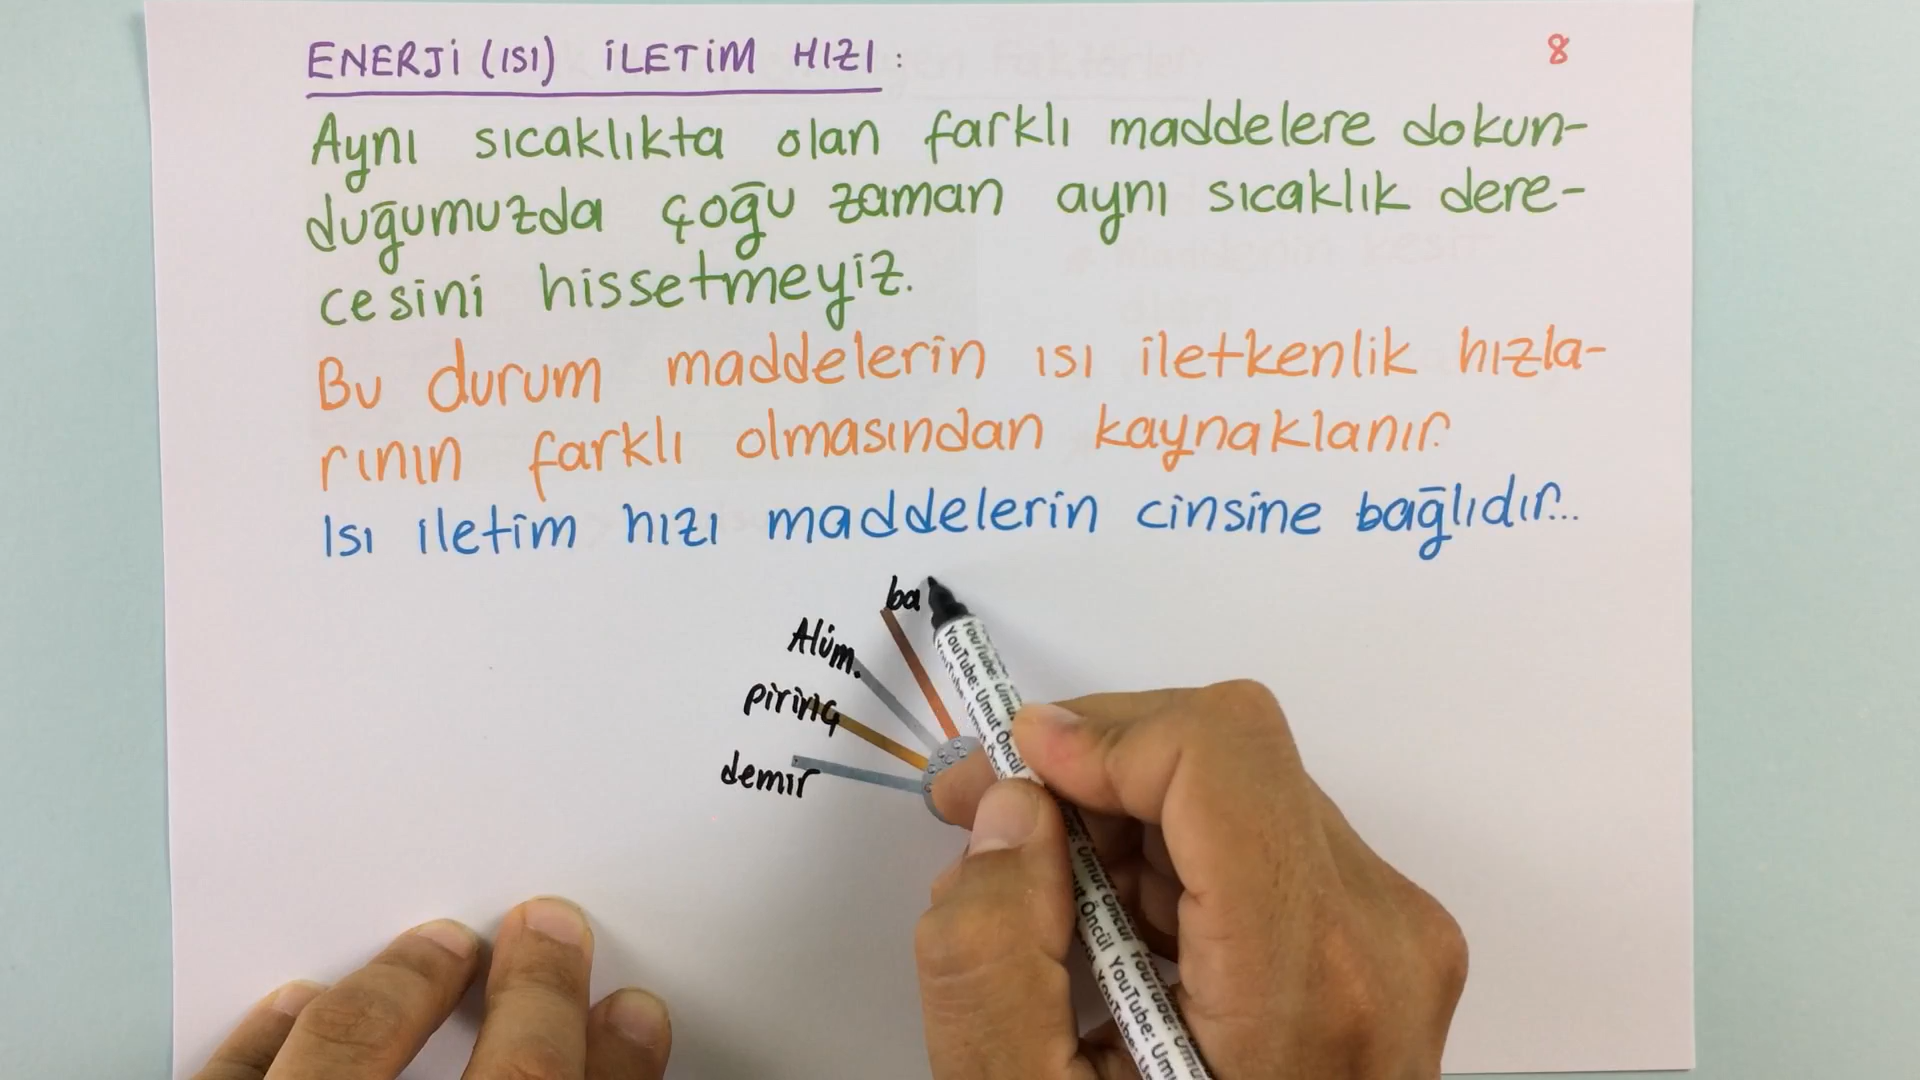 ENERJİ (ISI) İLETİM HIZI :
8
Aynı sıcaklıkta olan farklı maddelere dokun-
duğumuzda çoğu zaman aynı sıcaklık dere-
cesini hissetmeyiz.
Bu durum maddelerin ısı iletkenlik hızla-
rının farklı olmasından kaynaklanır.
Isı iletim hızı maddelerin cinsine bağlıdır...
ba
Alüm.
pirinç
demir
YouTube: Umut Öncül